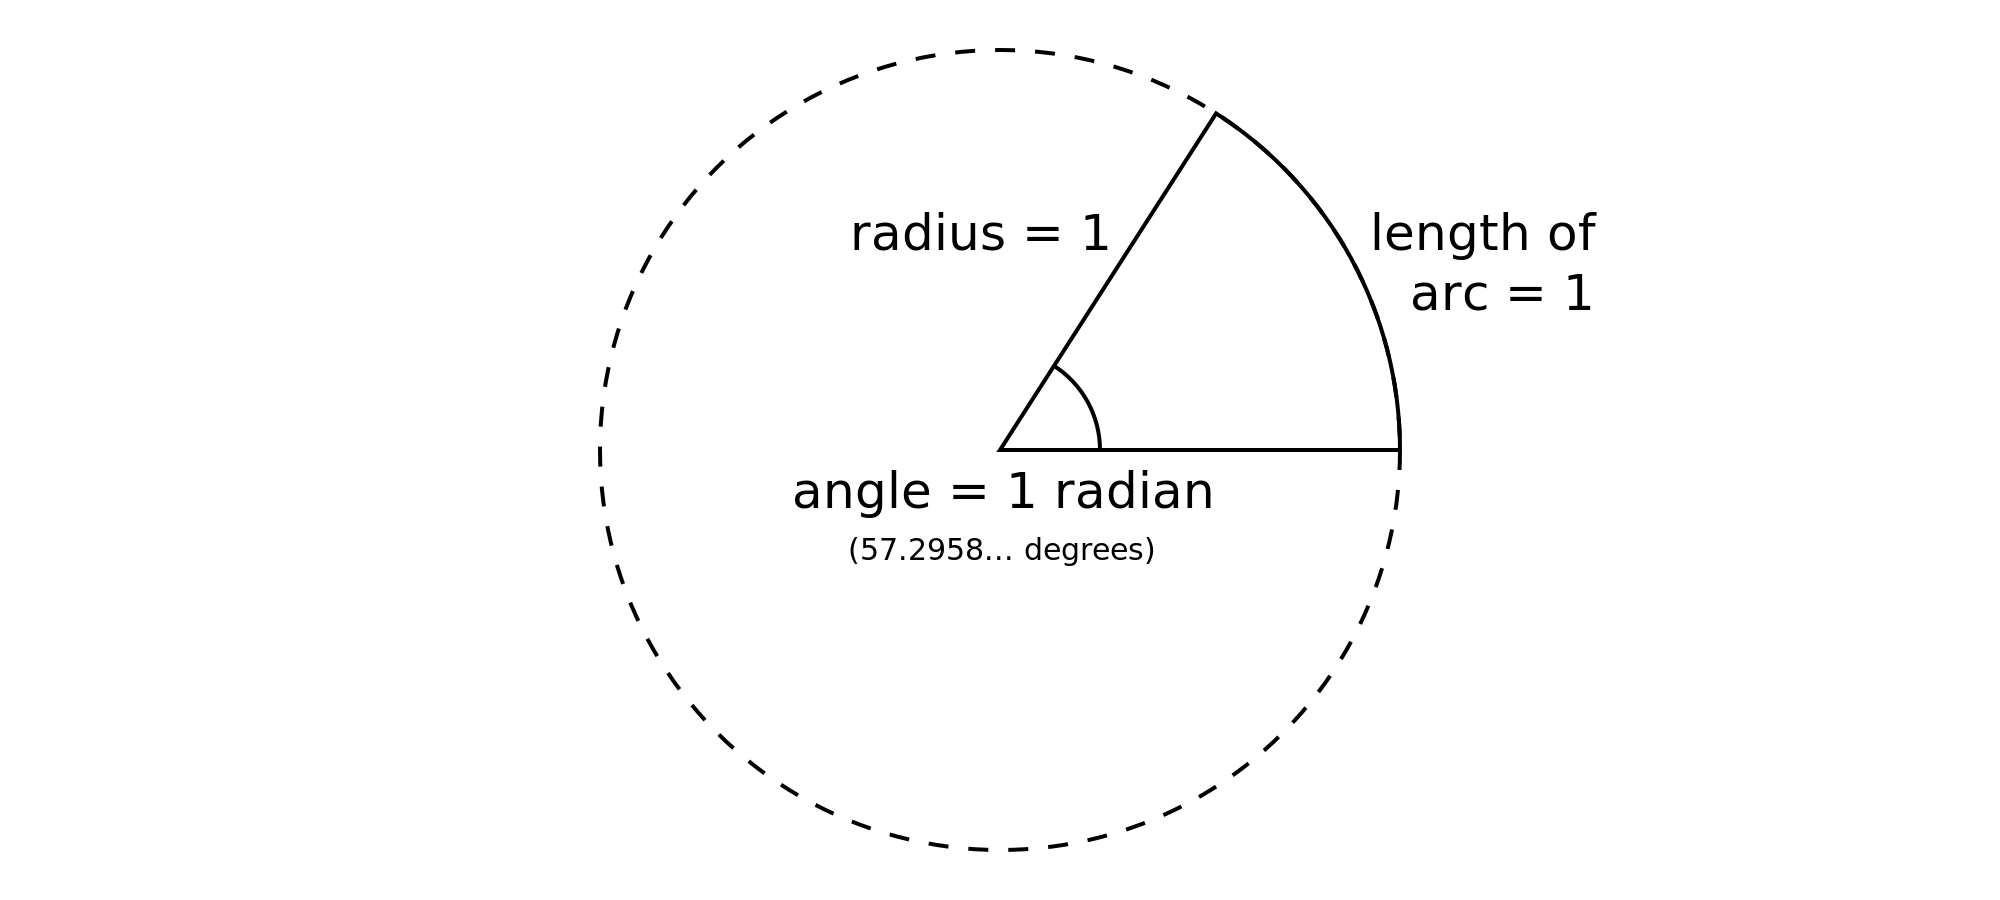 radius = 1
length of
arc = 1
angle = 1 radian
(57.2958... degrees)